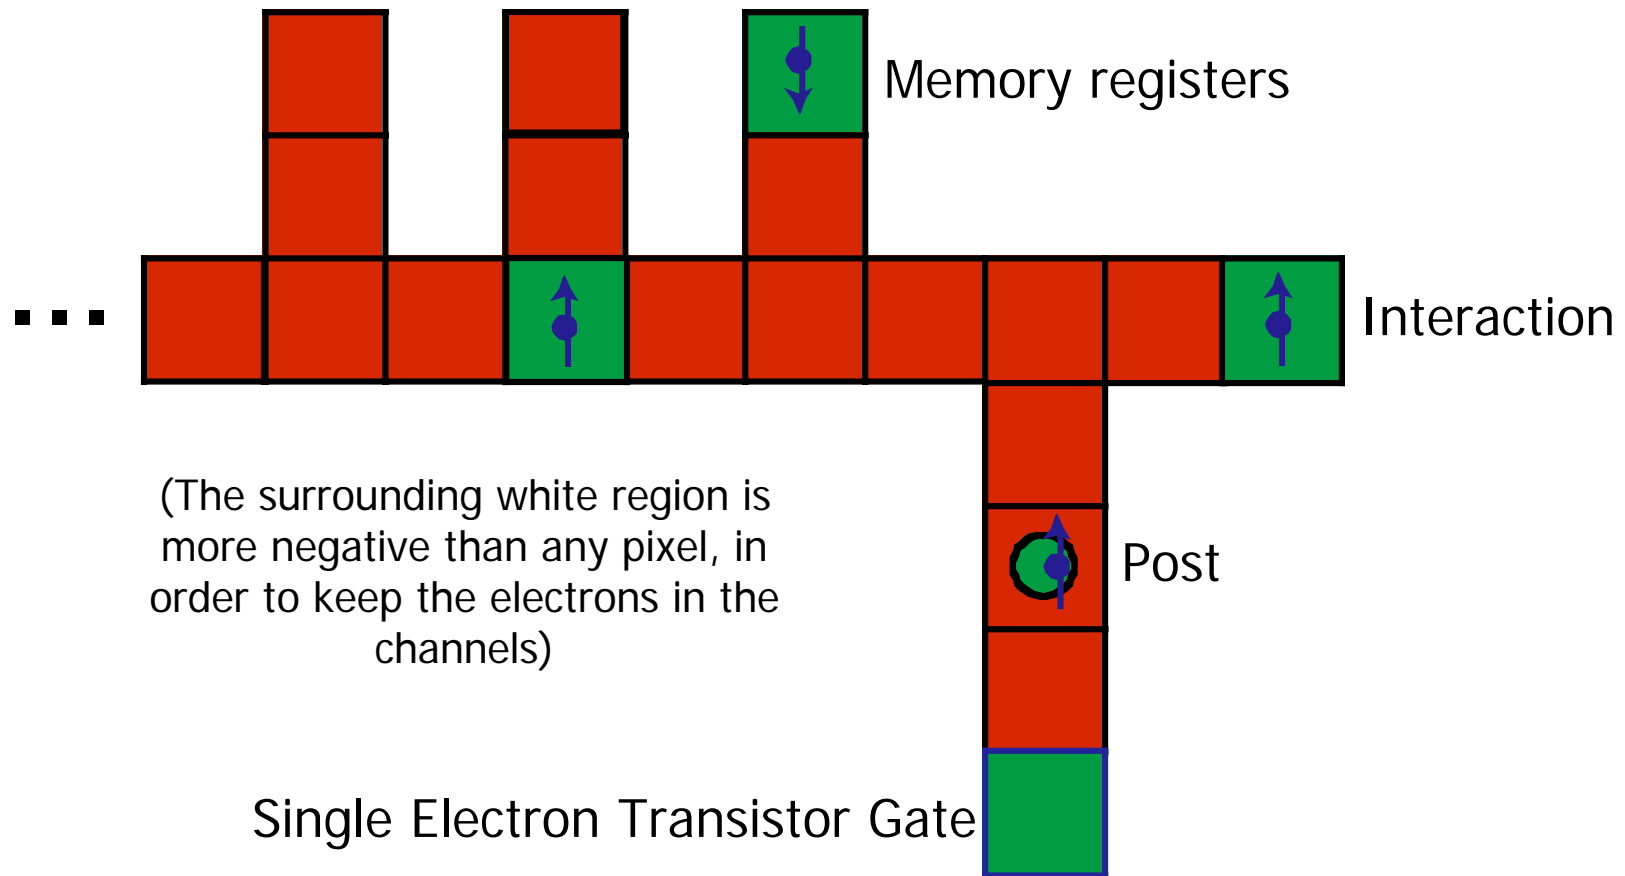 Memory registers
Interaction
(The surrounding white region is
more negative than any pixel, in
order to keep the electrons in the
channels)
Post
Single Electron Transistor Gate